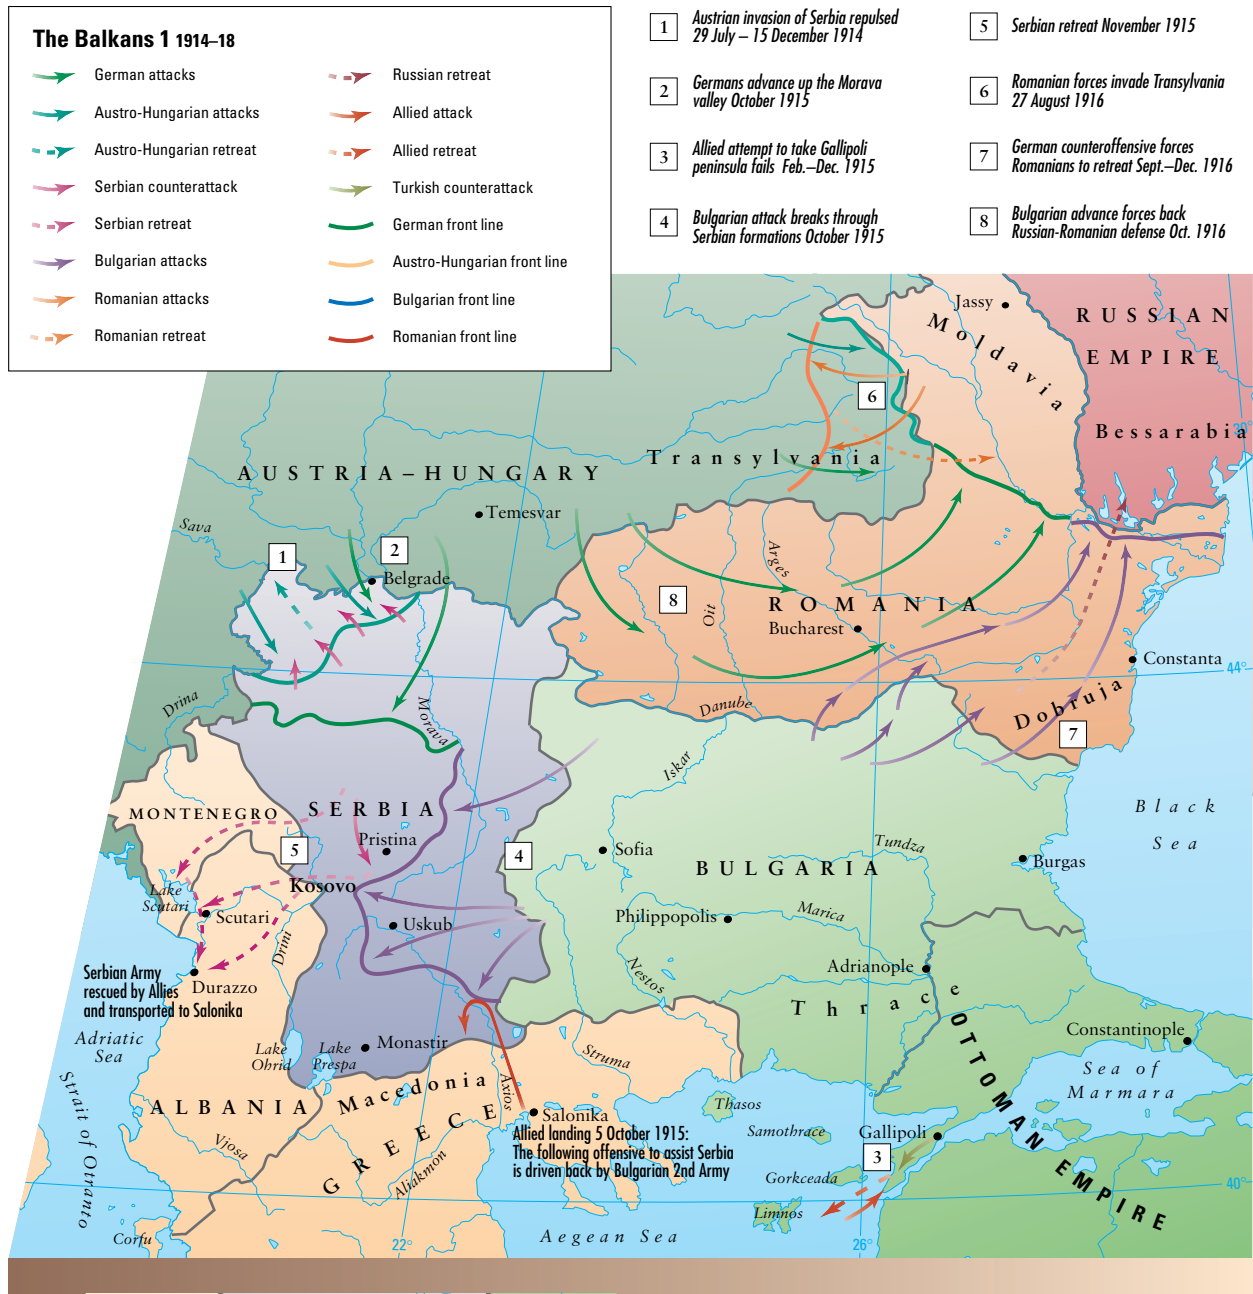 The Balkans 1 1914–18
German attacks
Austro-Hungarian attacks
Austro-Hungarian retreat
Serbian counterattack
Serbian retreat
Bulgarian attacks
Romanian attacks
Romanian retreat
Russian retreat
Allied attack
Allied retreat
Turkish counterattack
German front line
Austro-Hungarian front line
Bulgarian front line
Romanian front line
1 Austrian invasion of Serbia repulsed
29 July – 15 December 1914
2 Germans advance up the Morava
valley October 1915
3 Allied attempt to take Gallipoli
peninsula fails Feb.–Dec. 1915
4 Bulgarian attack breaks through
Serbian formations October 1915
5 Serbian retreat November 1915
6 Romanian forces invade Transylvania
27 August 1916
7 German counteroffensive forces
Romanians to retreat Sept.–Dec. 1916
8 Bulgarian advance forces back
Russian-Romanian defense Oct. 1916
Jassy
Moldavia
RUSSIAN
EMPIRE
Bessarabia
6
Transylvania
AUSTRIA–HUNGARY
Temesvar
Sava
1
2
Belgrade
Arges
8
Oit
ROMANIA
Bucharest
Constanta
44°
Drina
Morava
Danube
Dobruja
7
Iskar
MONTENEGRO
SERBIA
Black
Sea
Pristina
5
4
Sofia
Tundza
Burgas
BULGARIA
Kosovo
Lake
Scutari
Scutari
Uskub
Philippopolis
Marica
Drini
Nestos
Adrianople
Durazzo
Serbian Army
rescued by Allies
and transported to Salonika
Thrace
Adriatic
Sea
Lake
Ohrid
Lake
Prespa
Monastir
Struma
Constantinople
Sea of
Marmara
OTTOMAN EMPIRE
Strait of Otranto
ALBANIA
Macedonia
Axios
GREECE
Salonika
Thasos
Samothrace
Gallipoli
Vjosa
Aliakmon
Allied landing 5 October 1915:
The following offensive to assist Serbia
is driven back by Bulgarian 2nd Army
3
Gorkceada
Limnos
40°
Corfu
22°
Aegean Sea
26°